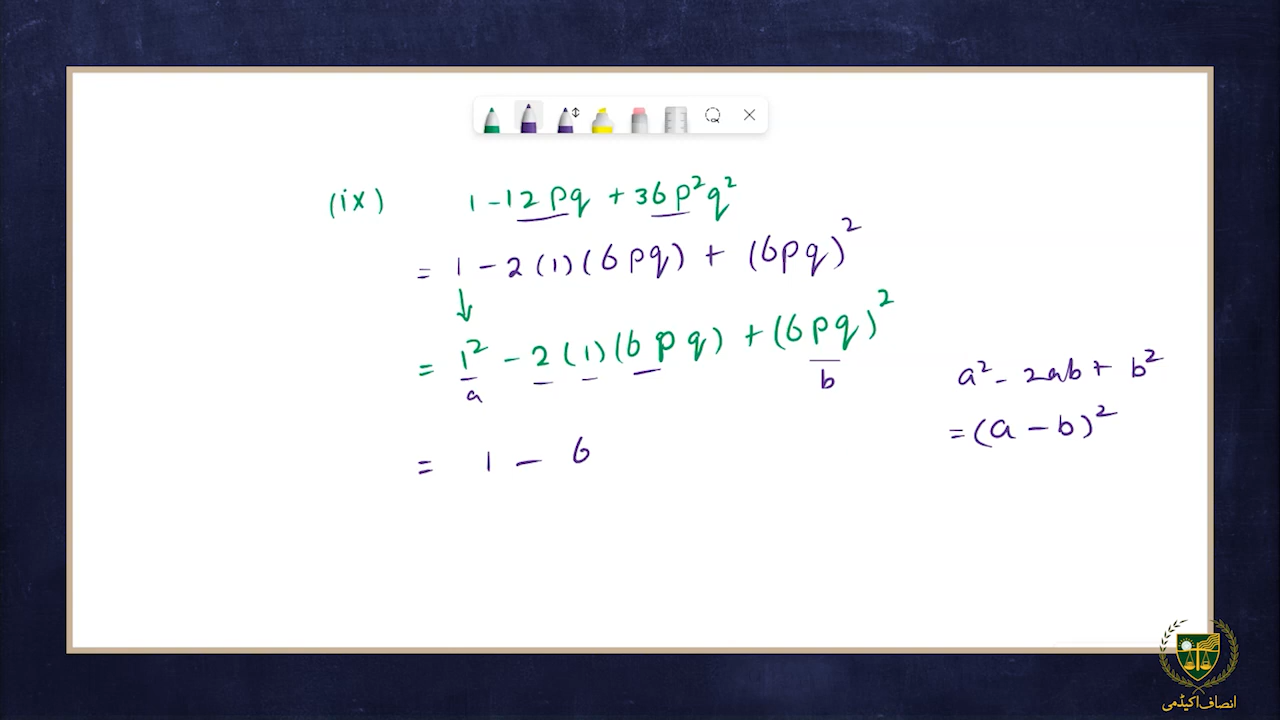 (ix) 1 - 12pq + 36p²q²
= 1 - 2(1)(6pq) + (6pq)²
↓
= 1² - 2(1)(6pq) + (6pq)²
a b
a² - 2ab + b²
= (a - b)²
= 1 - 6
انصاف اکیڈمی